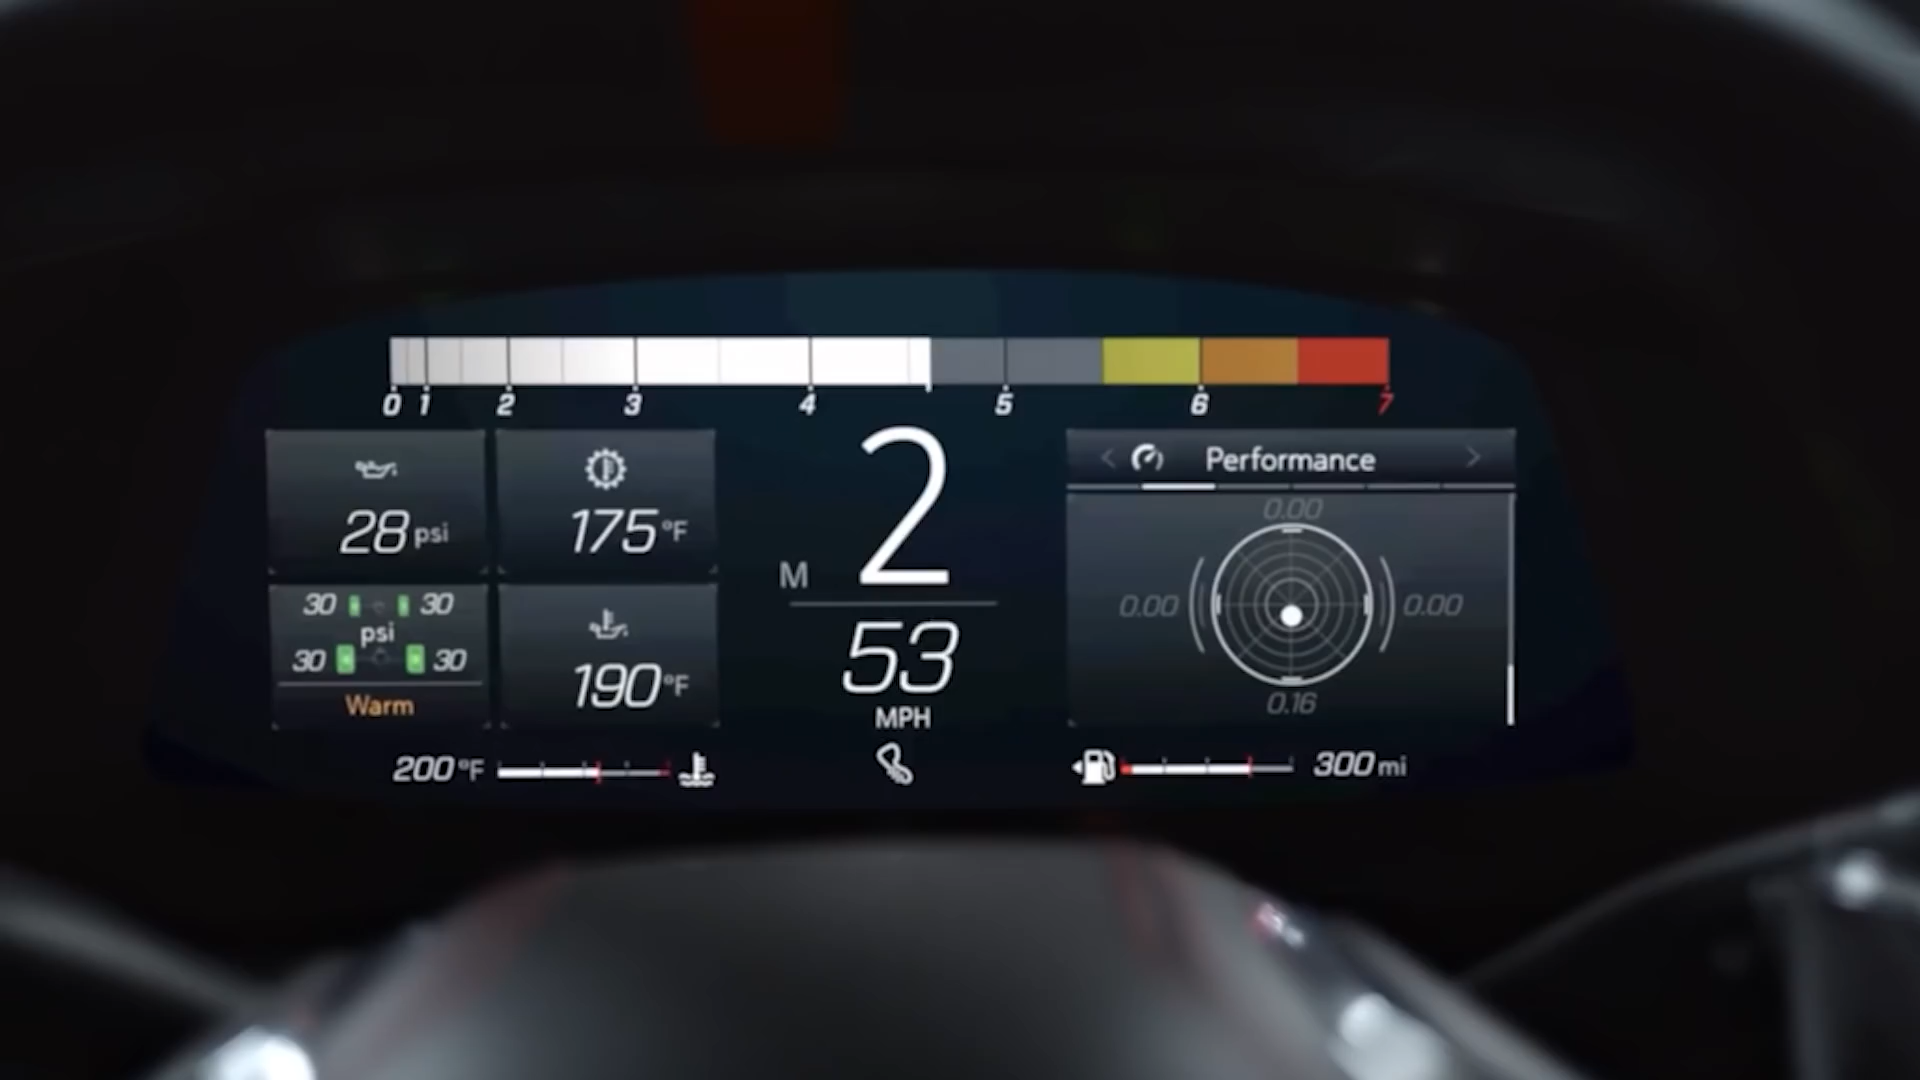 0 1 2 3 4 5 6 7
28 psi
175 °F
30 30
psi
30 30
Warm
190 °F
200 °F
M 2
53
MPH
Performance
0.00
0.00 0.00
0.16
300 mi